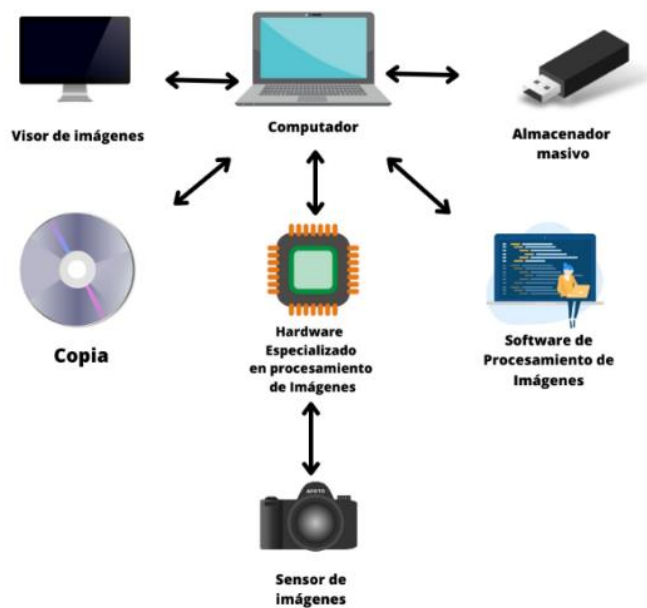 Visor de imágenes
Computador
Almacenador
masivo
Copia
Hardware
Especializado
en procesamiento
de Imágenes
Software de
Procesamiento de
Imágenes
Sensor de
imágenes